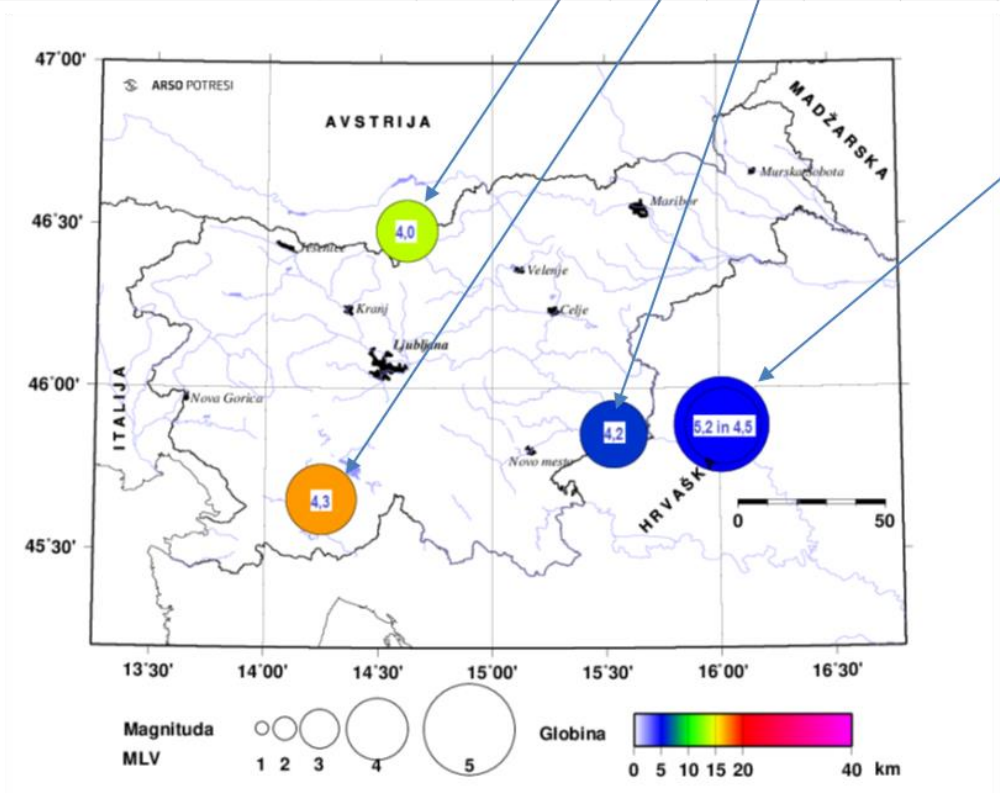 47°00'
ARSO POTRESI
AVSTRIJA
MADŽARSKA
Murska Sobota
Maribor
46°30'
4,0
Jesenice
Velenje
Kranj
Celje
Ljubljana
46°00'
ITALIJA
Nova Gorica
4,2
5,2 in 4,5
Novo mesto
4,3
HRVAŠK
0 50
45°30'
13°30' 14°00' 14°30' 15°00' 15°30' 16°00' 16°30'
Magnituda
MLV
1 2 3 4 5
Globina
0 5 10 15 20 40 km